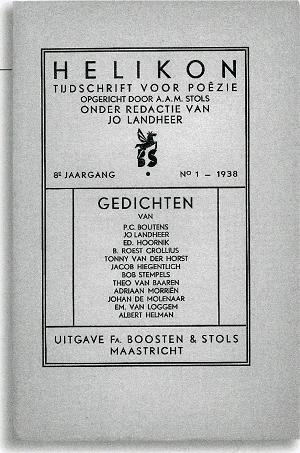 HELIKON
TIJDSCHRIFT VOOR POËZIE
OPGERICHT DOOR A.A.M. STOLS
ONDER REDACTIE VAN
JO LANDHEER
8E JAARGANG • No 1 – 1938
GEDICHTEN
VAN
P.C. BOUTENS
JO LANDHEER
ED. HOORNIK
B. ROEST CROLLIUS
TONNY VAN DER HORST
JACOB HIEGENTLICH
BOB STEMPELS
THEO VAN BAAREN
ADRIAAN MORRIËN
JOHAN DE MOLENAAR
EM. VAN LOGGEM
ALBERT HELMAN
UITGAVE FA. BOOSTEN & STOLS
MAASTRICHT